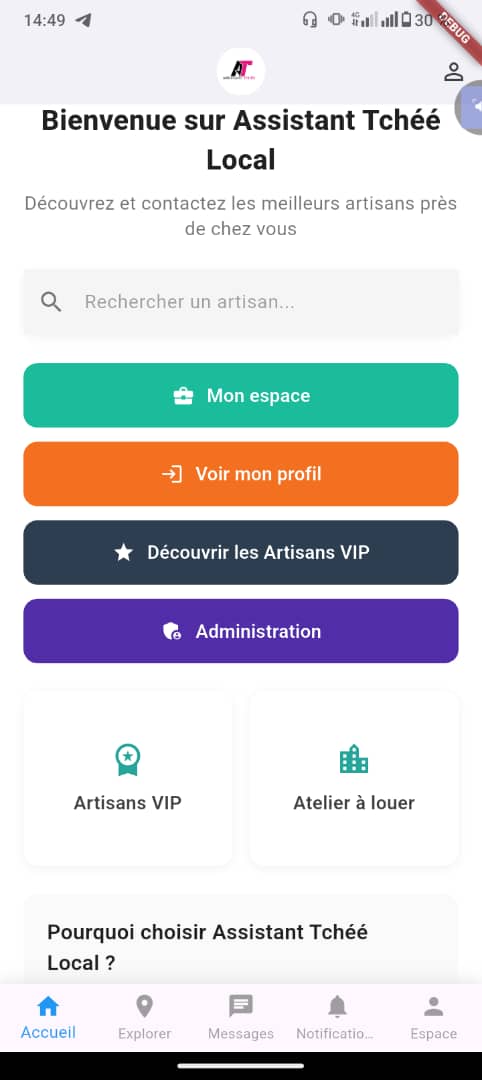 14:49
4G
30
DEBUG
AT
Bienvenue sur Assistant Tchéé
Local
Découvrez et contactez les meilleurs artisans près
de chez vous
Rechercher un artisan...
Mon espace
Voir mon profil
Découvrir les Artisans VIP
Administration
Artisans VIP
Atelier à louer
Pourquoi choisir Assistant Tchéé
Local ?
Accueil
Explorer
Messages
Notificatio...
Espace